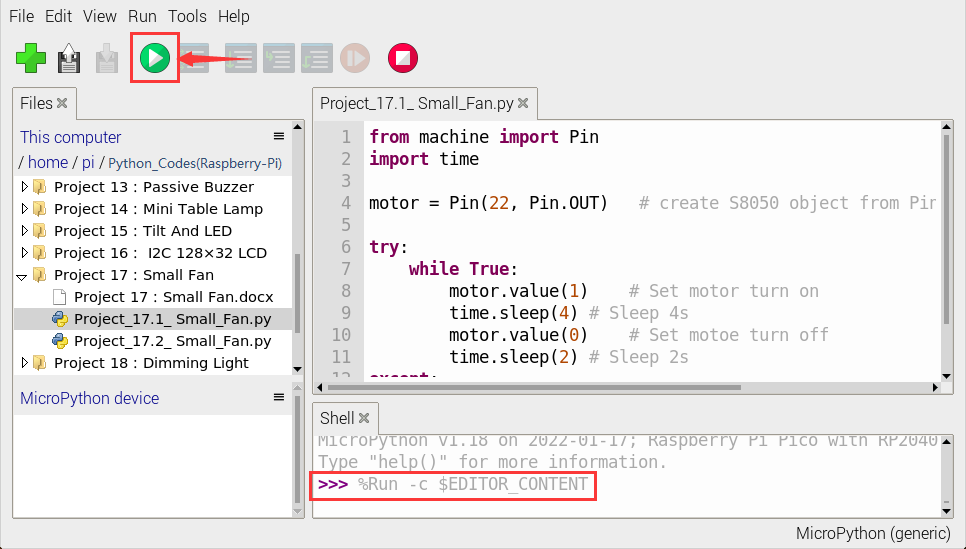 File Edit View Run Tools Help
Files
This computer
/ home / pi / Python_Codes(Raspberry-Pi)
Project 13 : Passive Buzzer
Project 14 : Mini Table Lamp
Project 15 : Tilt And LED
Project 16 : I2C 128×32 LCD
Project 17 : Small Fan
Project 17 : Small Fan.docx
Project_17.1_ Small_Fan.py
Project_17.2_ Small_Fan.py
Project 18 : Dimming Light
MicroPython device
Project_17.1_ Small_Fan.py
1 from machine import Pin
2 import time
3
4 motor = Pin(22, Pin.OUT) # create S8050 object from Pin
5
6 try:
7 while True:
8 motor.value(1) # Set motor turn on
9 time.sleep(4) # Sleep 4s
10 motor.value(0) # Set motoe turn off
11 time.sleep(2) # Sleep 2s
12 except:
Shell
MicroPython v1.18 on 2022-01-17; Raspberry Pi Pico with RP2040
Type "help()" for more information.
>>> %Run -c $EDITOR_CONTENT
MicroPython (generic)